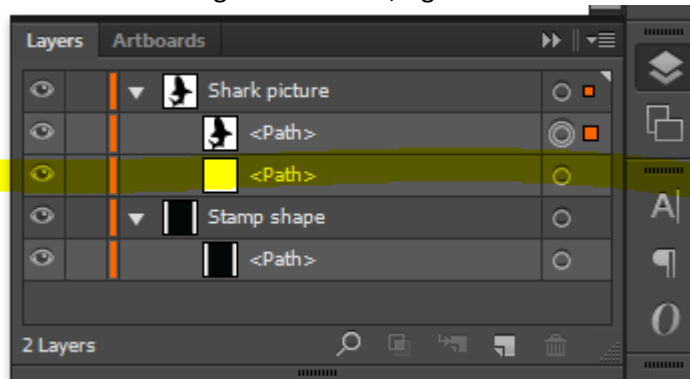 Layers Artboards
Shark picture
<Path>
<Path>
Stamp shape
<Path>
2 Layers